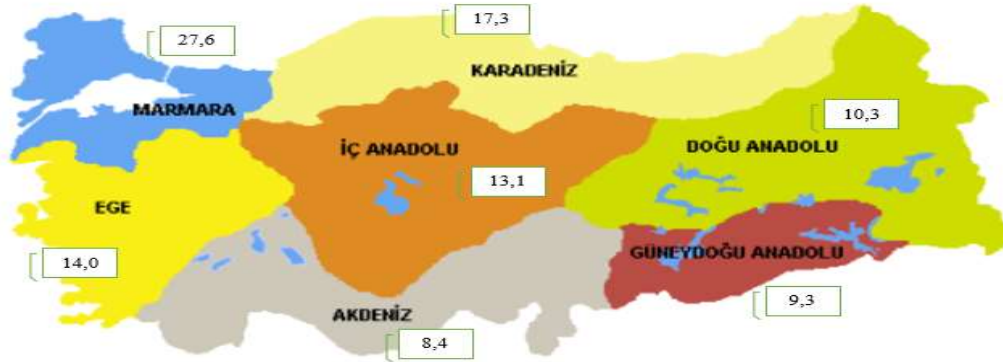 17,3
27,6
KARADENİZ
MARMARA
10,3
İÇ ANADOLU
DOĞU ANADOLU
13,1
EGE
GÜNEYDOĞU ANADOLU
14,0
9,3
AKDENİZ
8,4